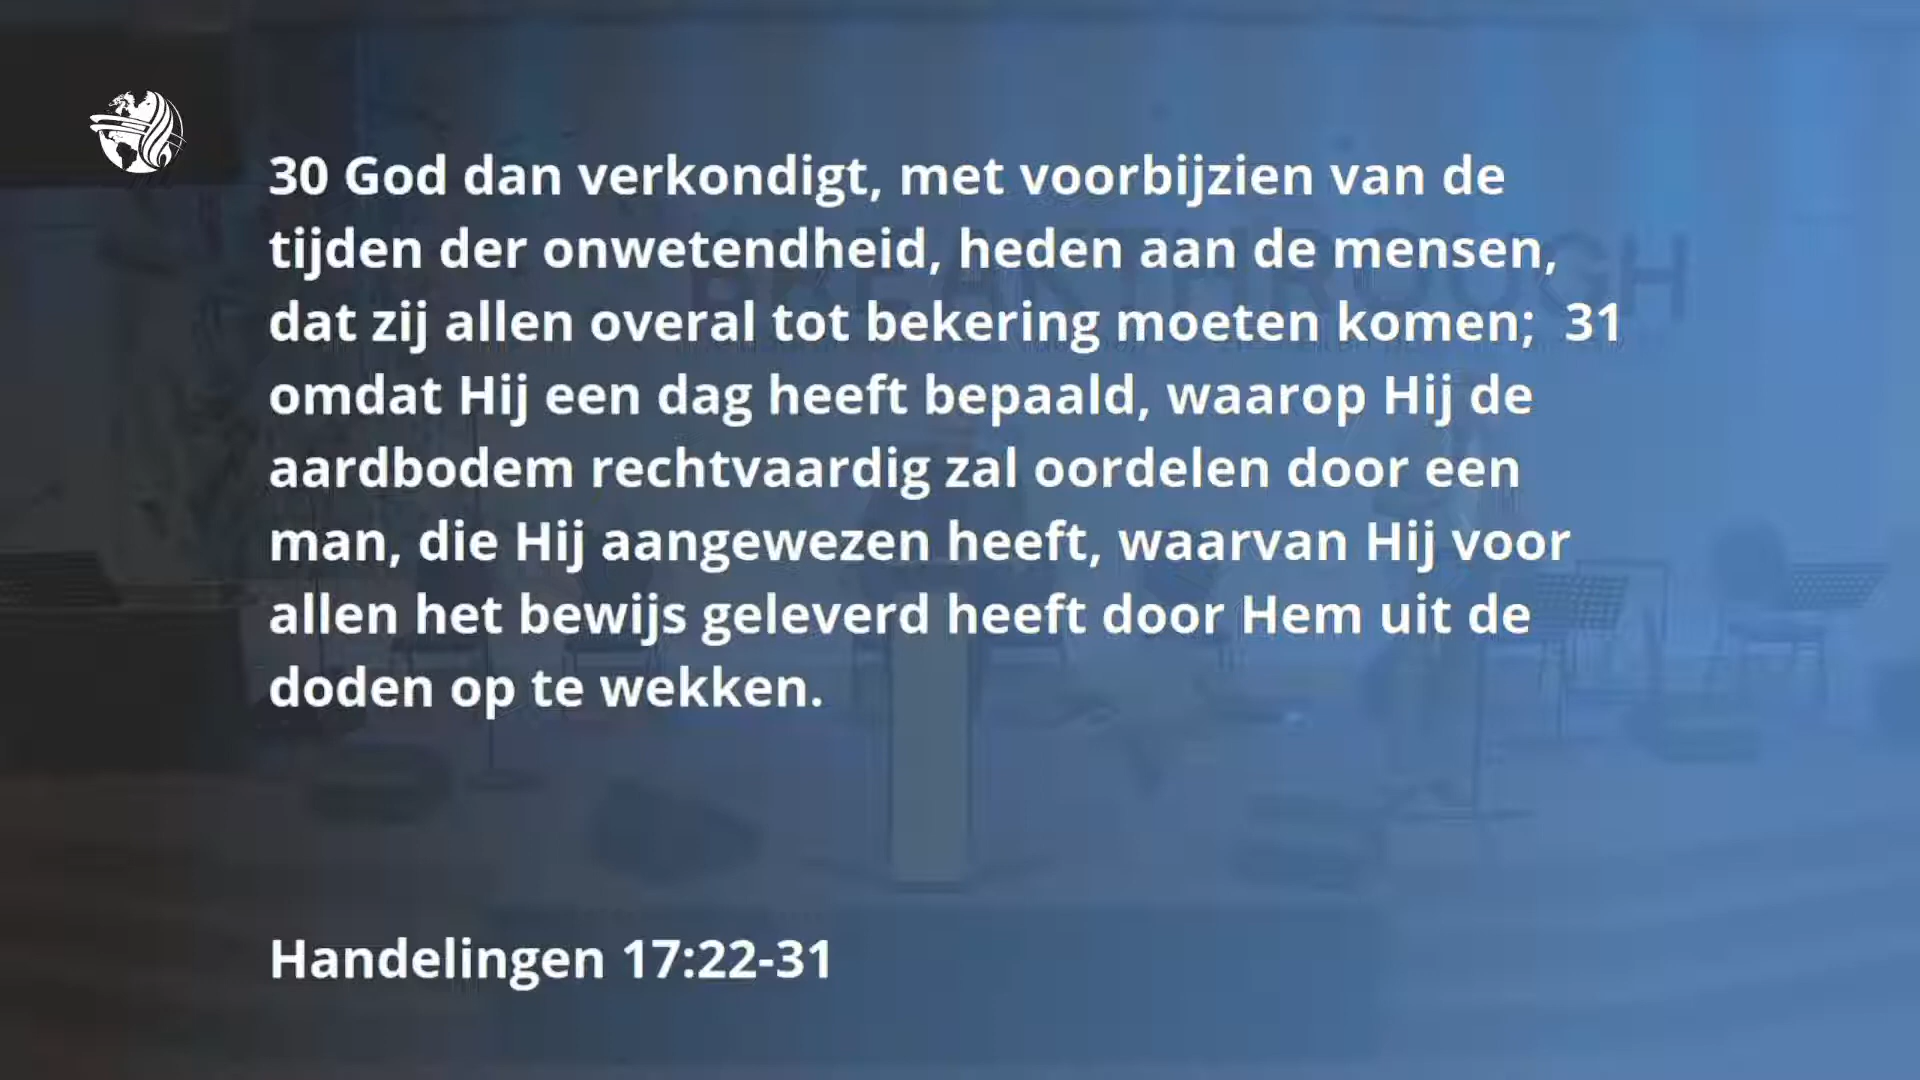 30 God dan verkondigt, met voorbijzien van de
tijden der onwetendheid, heden aan de mensen,
dat zij allen overal tot bekering moeten komen;  31
omdat Hij een dag heeft bepaald, waarop Hij de
aardbodem rechtvaardig zal oordelen door een
man, die Hij aangewezen heeft, waarvan Hij voor
allen het bewijs geleverd heeft door Hem uit de
doden op te wekken.
Handelingen 17:22-31
BREAKTHROUGH